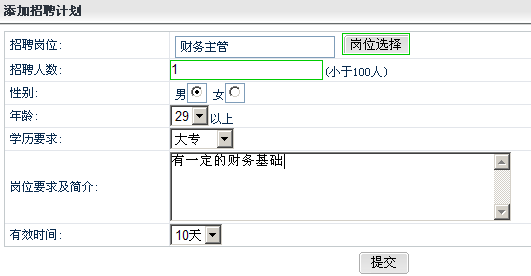 添加招聘计划
招聘岗位: 财务主管 岗位选择
招聘人数: 1 (小于100人)
性别: 男 女
年龄: 29 以上
学历要求: 大专
有一定的财务基础
岗位要求及简介:
有效时间: 10天
提交